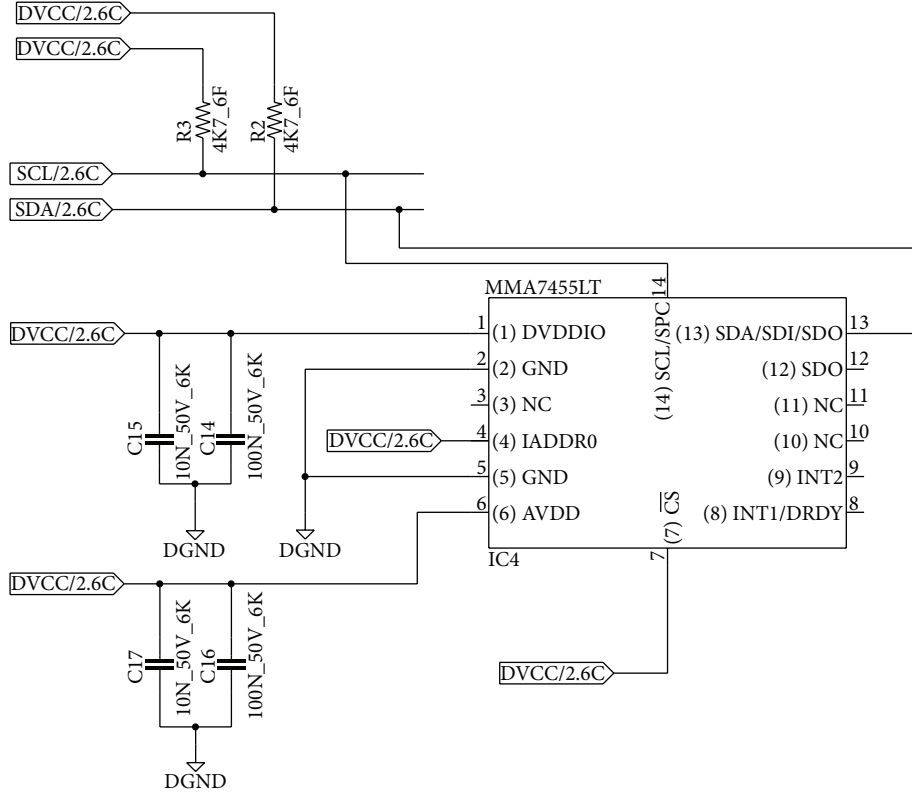 DVCC/2.6C
DVCC/2.6C
R3
4K7_6F
R2
4K7_6F
SCL/2.6C
SDA/2.6C
MMA7455LT
14
DVCC/2.6C
1
(1) DVDDIO
(14) SCL/SPC
(13) SDA/SDI/SDO
13
2
(2) GND
(12) SDO
12
3
(3) NC
(11) NC
11
DVCC/2.6C
4
(4) IADDR0
(10) NC
10
5
(5) GND
(9) INT2
9
6
(6) AVDD
(7) CS
(8) INT1/DRDY
8
C15
10N_50V_6K
C14
100N_50V_6K
DGND
DGND
IC4
7
DVCC/2.6C
C17
10N_50V_6K
C16
100N_50V_6K
DVCC/2.6C
DGND